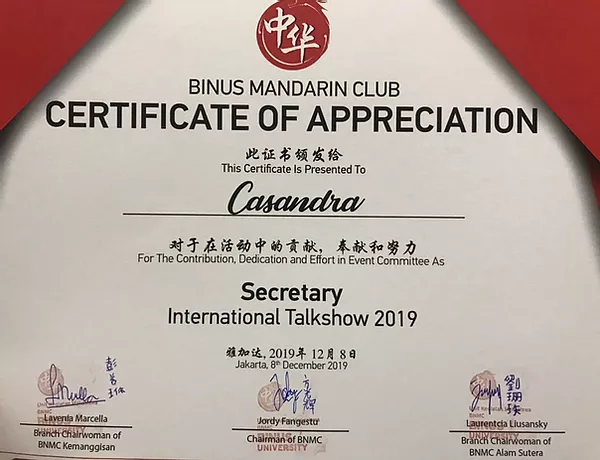 中华
BINUS MANDARIN CLUB
CERTIFICATE OF APPRECIATION
此证书颁发给
This Certificate Is Presented To
Casandra
对于在活动中的贡献，奉献和努力
For The Contribution, Dedication and Effort in Event Committee As
Secretary
International Talkshow 2019
雅加达, 2019年 12月 8日
Jakarta, 8th December 2019
Lavenia Marcella
Branch Chairwoman of
BNMC Kemanggisan
Jordy Fangestu
Chairman of BNMC
Laurentcia Liusansky
Branch Chairwoman of
BNMC Alam Sutera